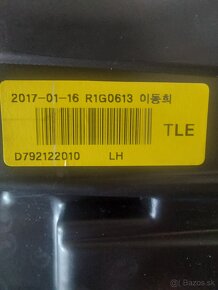 2017-01-16 R1G0613 이동희
TLE
D792122010 LH
bazos.sk